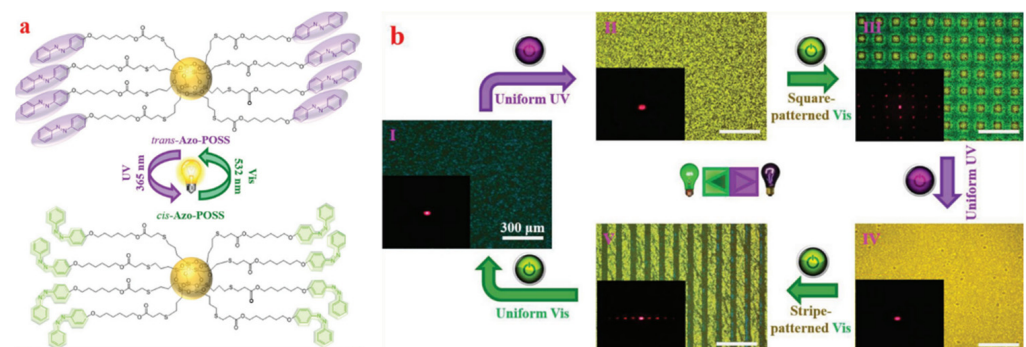 a
trans-Azo-POSS
UV
365 nm
Vis
532 nm
cis-Azo-POSS
b
I
300 μm
Uniform UV
II
Square-
patterned Vis
III
Uniform UV
IV
Stripe-
patterned Vis
V
Uniform Vis